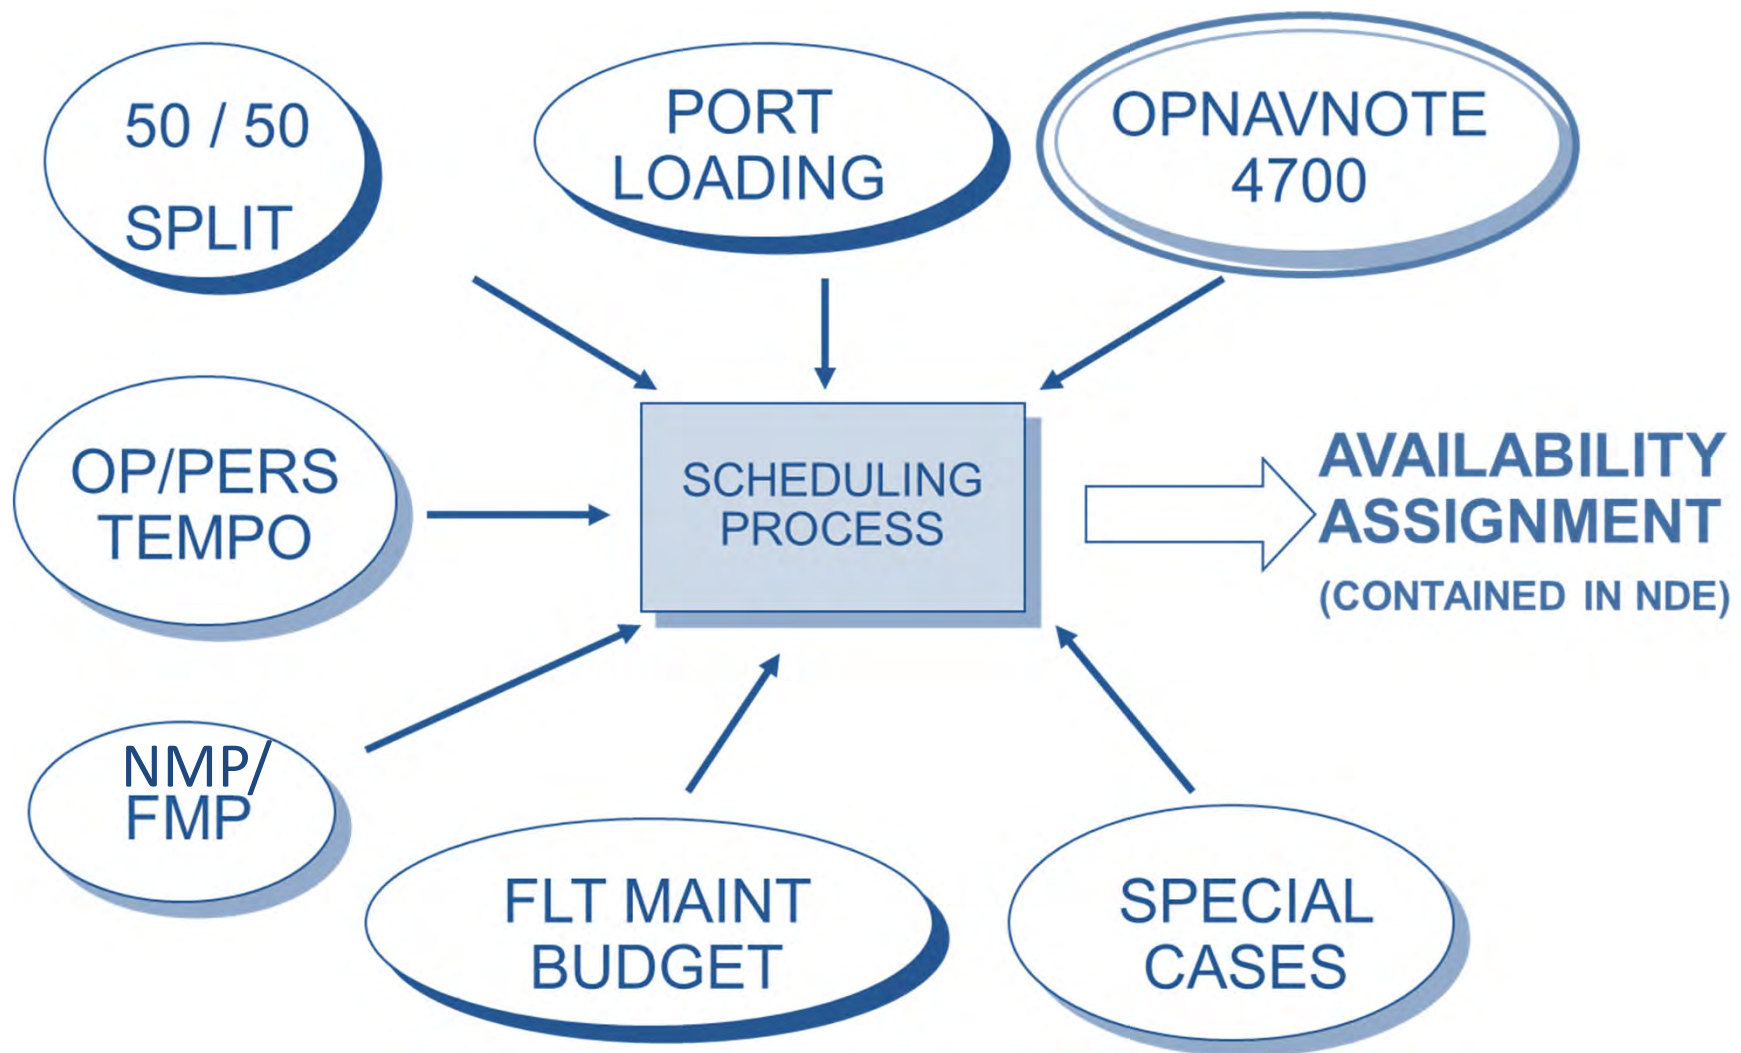 50 / 50
SPLIT
PORT
LOADING
OPNAVNOTE
4700
OP/PERS
TEMPO
SCHEDULING
PROCESS
AVAILABILITY
ASSIGNMENT
(CONTAINED IN NDE)
NMP/
FMP
FLT MAINT
BUDGET
SPECIAL
CASES